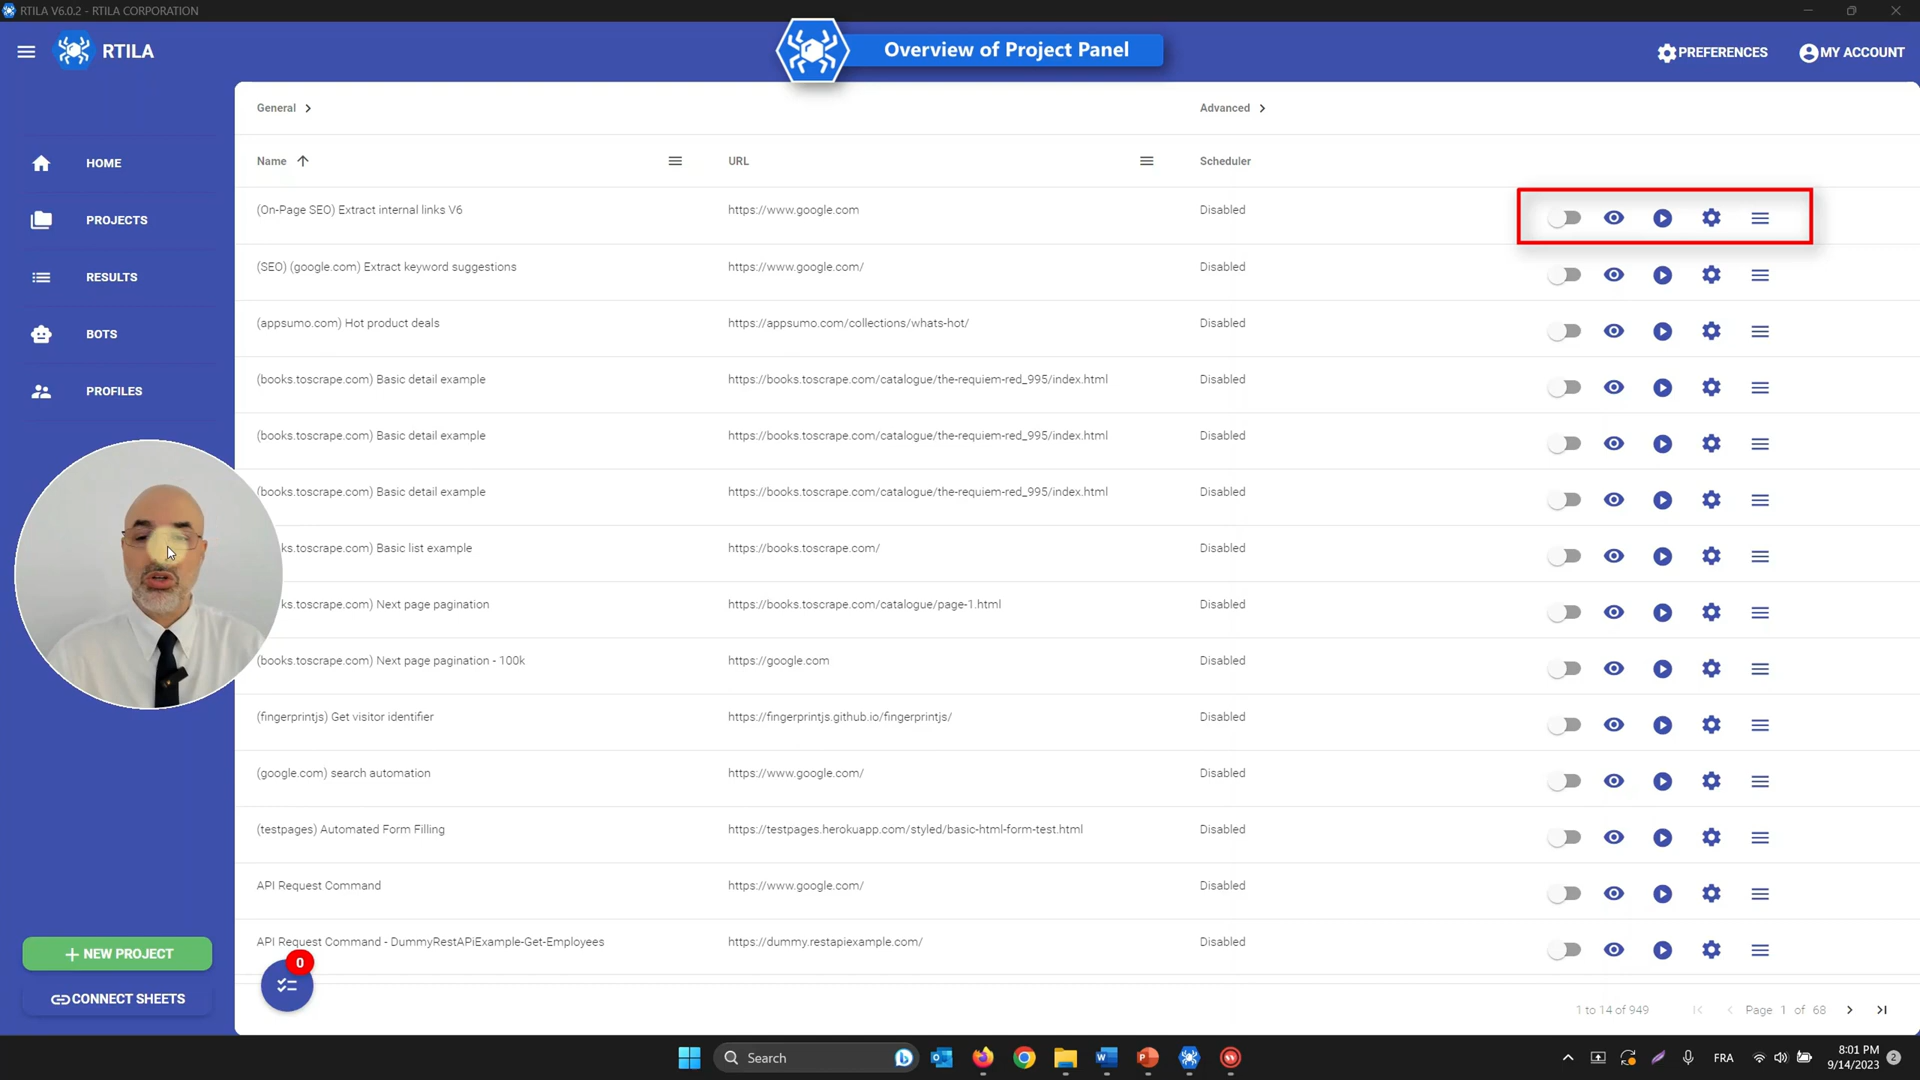 RTILA V6.0.2 - RTILA CORPORATION
RTILA
Overview of Project Panel
PREFERENCES
MY ACCOUNT
General
Advanced
Name
URL
Scheduler
HOME
PROJECTS
RESULTS
BOTS
PROFILES
(On-Page SEO) Extract internal links V6 https://www.google.com Disabled
(SEO) (google.com) Extract keyword suggestions https://www.google.com/ Disabled
(appsumo.com) Hot product deals https://appsumo.com/collections/whats-hot/ Disabled
(books.toscrape.com) Basic detail example https://books.toscrape.com/catalogue/the-requiem-red_995/index.html Disabled
(books.toscrape.com) Basic detail example https://books.toscrape.com/catalogue/the-requiem-red_995/index.html Disabled
(books.toscrape.com) Basic detail example https://books.toscrape.com/catalogue/the-requiem-red_995/index.html Disabled
ks.toscrape.com) Basic list example https://books.toscrape.com/ Disabled
ks.toscrape.com) Next page pagination https://books.toscrape.com/catalogue/page-1.html Disabled
(books.toscrape.com) Next page pagination - 100k https://google.com Disabled
(fingerprintjs) Get visitor identifier https://fingerprintjs.github.io/fingerprintjs/ Disabled
(google.com) search automation https://www.google.com/ Disabled
(testpages) Automated Form Filling https://testpages.herokuapp.com/styled/basic-html-form-test.html Disabled
API Request Command https://www.google.com/ Disabled
API Request Command - DummyRestAPiExample-Get-Employees https://dummy.restapiexample.com/ Disabled
NEW PROJECT
0
CONNECT SHEETS
1 to 14 of 949
Page 1 of 68
Search
FRA
8:01 PM
9/14/2023
2